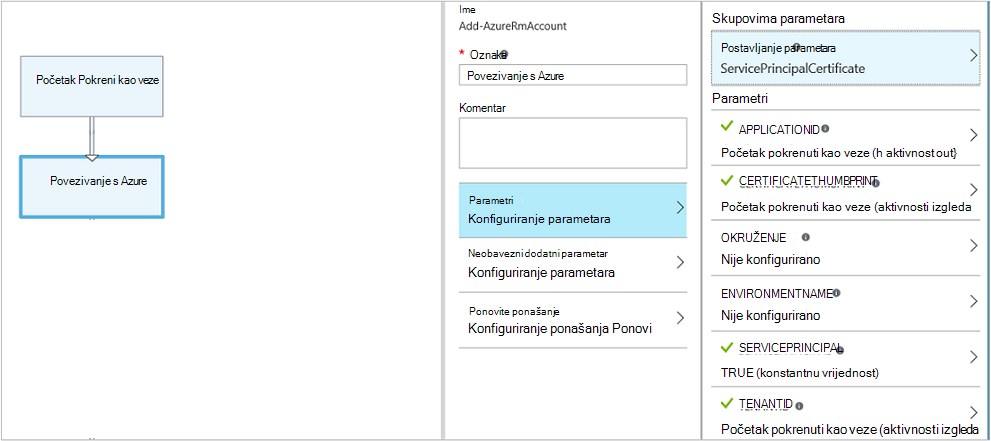 Početak Pokreni kao veze
Povezivanje s Azure
Ime
Add-AzureRmAccount
* Oznaka
Povezivanje s Azure
Komentar
Parametri
Konfiguriranje parametara
Neobavezni dodatni parametar
Konfiguriranje parametara
Ponovite ponašanje
Konfiguriranje ponašanja Ponovi
Skupovima parametara
Postavljanje parametara
ServicePrincipalCertificate
Parametri
APPLICATIONID
Početak pokrenuti kao veze (h aktivnost out}
CERTIFICATETHUMBPRINT
Početak pokrenuti kao veze (aktivnosti izgleda
OKRUŽENJE
Nije konfigurirano
ENVIRONMENTNAME
Nije konfigurirano
SERVICEPRINCIPAL
TRUE (konstantnu vrijednost)
TENANTID
Početak pokrenuti kao veze (aktivnosti izgleda